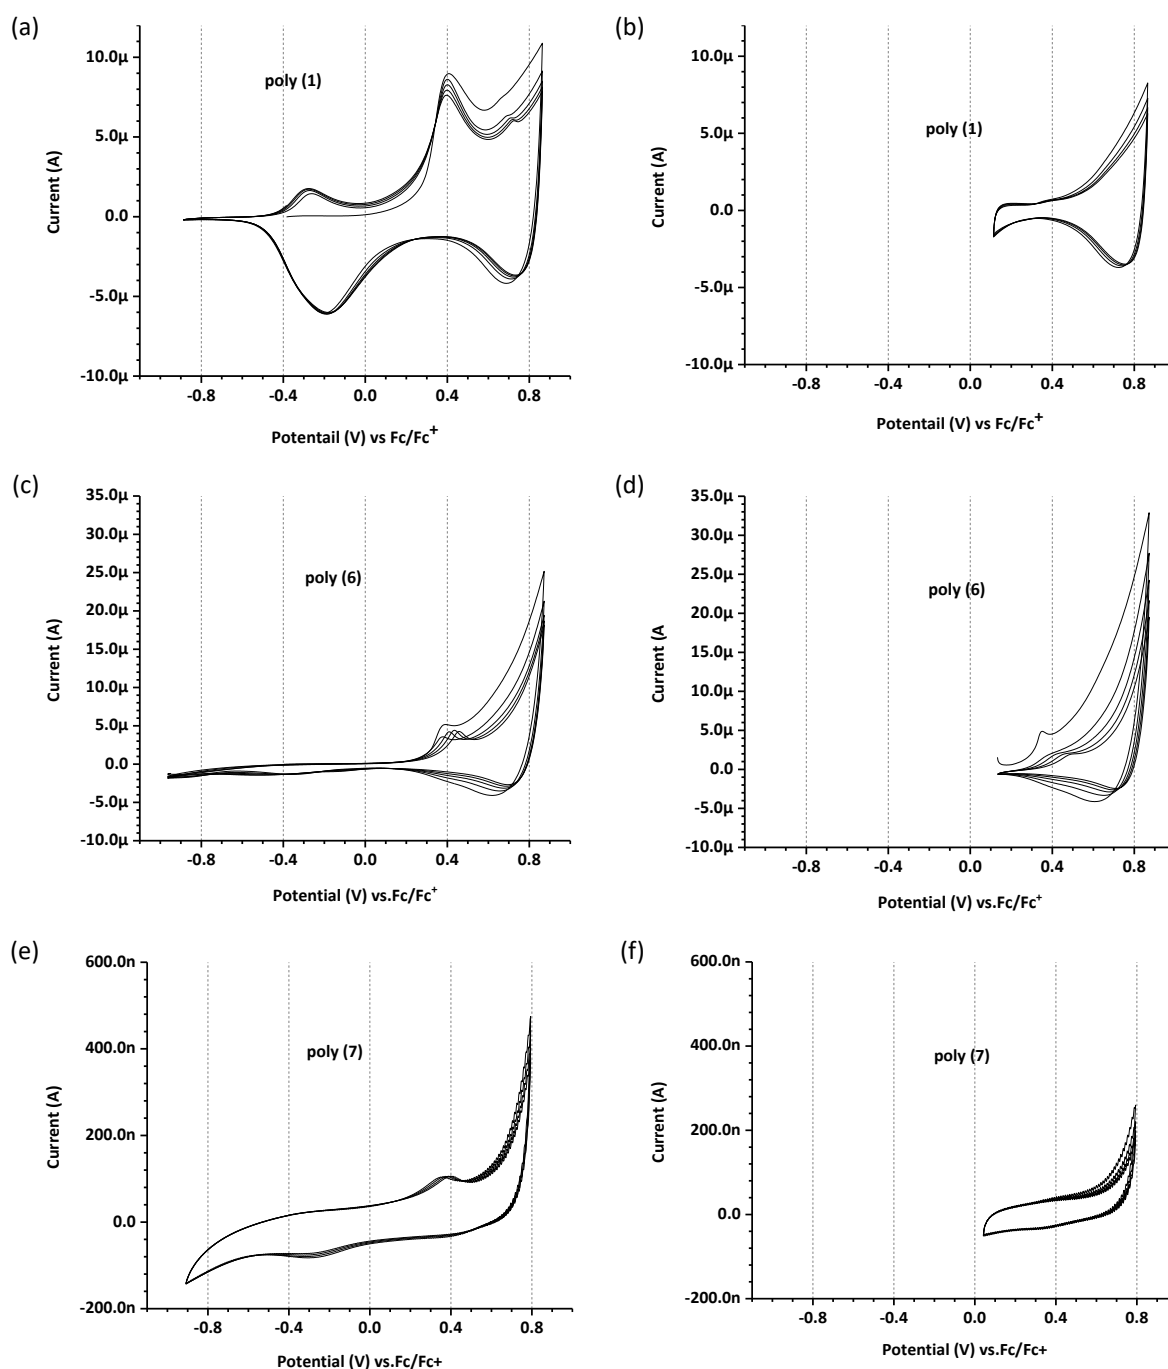 (a)
10.0μ
5.0μ
0.0
-5.0μ
-10.0μ
Current (A)
poly (1)
-0.8 -0.4 0.0 0.4 0.8
Potentail (V) vs Fc/Fc+
(b)
10.0μ
5.0μ
0.0
-5.0μ
-10.0μ
Current (A)
poly (1)
-0.8 -0.4 0.0 0.4 0.8
Potentail (V) vs Fc/Fc+
(c)
35.0μ
30.0μ
25.0μ
20.0μ
15.0μ
10.0μ
5.0μ
0.0
-5.0μ
-10.0μ
Current (A)
poly (6)
-0.8 -0.4 0.0 0.4 0.8
Potential (V) vs.Fc/Fc+
(d)
35.0μ
30.0μ
25.0μ
20.0μ
15.0μ
10.0μ
5.0μ
0.0
-5.0μ
-10.0μ
Current (A
poly (6)
-0.8 -0.4 0.0 0.4 0.8
Potential (V) vs.Fc/Fc+
(e)
600.0n
400.0n
200.0n
0.0
-200.0n
Current (A)
poly (7)
-0.8 -0.4 0.0 0.4 0.8
Potential (V) vs.Fc/Fc+
(f)
600.0n
400.0n
200.0n
0.0
-200.0n
Current (A)
poly (7)
-0.8 -0.4 0.0 0.4 0.8
Potential (V) vs.Fc/Fc+